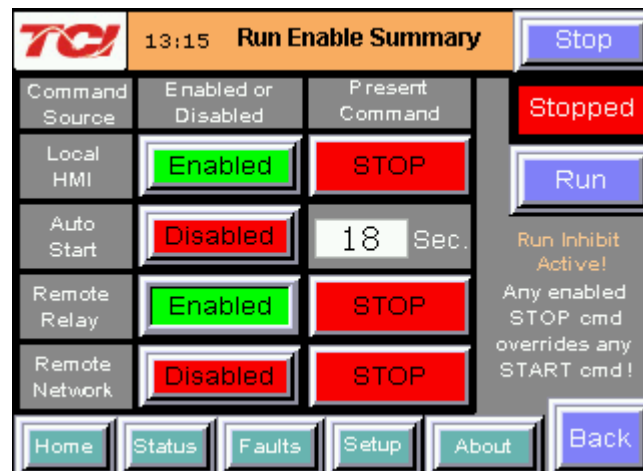 TCI
13:15
Run Enable Summary
Stop
Command
Source
Enabled or
Disabled
Present
Command
Stopped
Local
HMI
Enabled
STOP
Run
Auto
Start
Disabled
18
Sec.
Run Inhibit
Active!
Remote
Relay
Enabled
STOP
Any enabled
STOP cmd
overrides any
START cmd!
Remote
Network
Disabled
STOP
Home
Status
Faults
Setup
About
Back